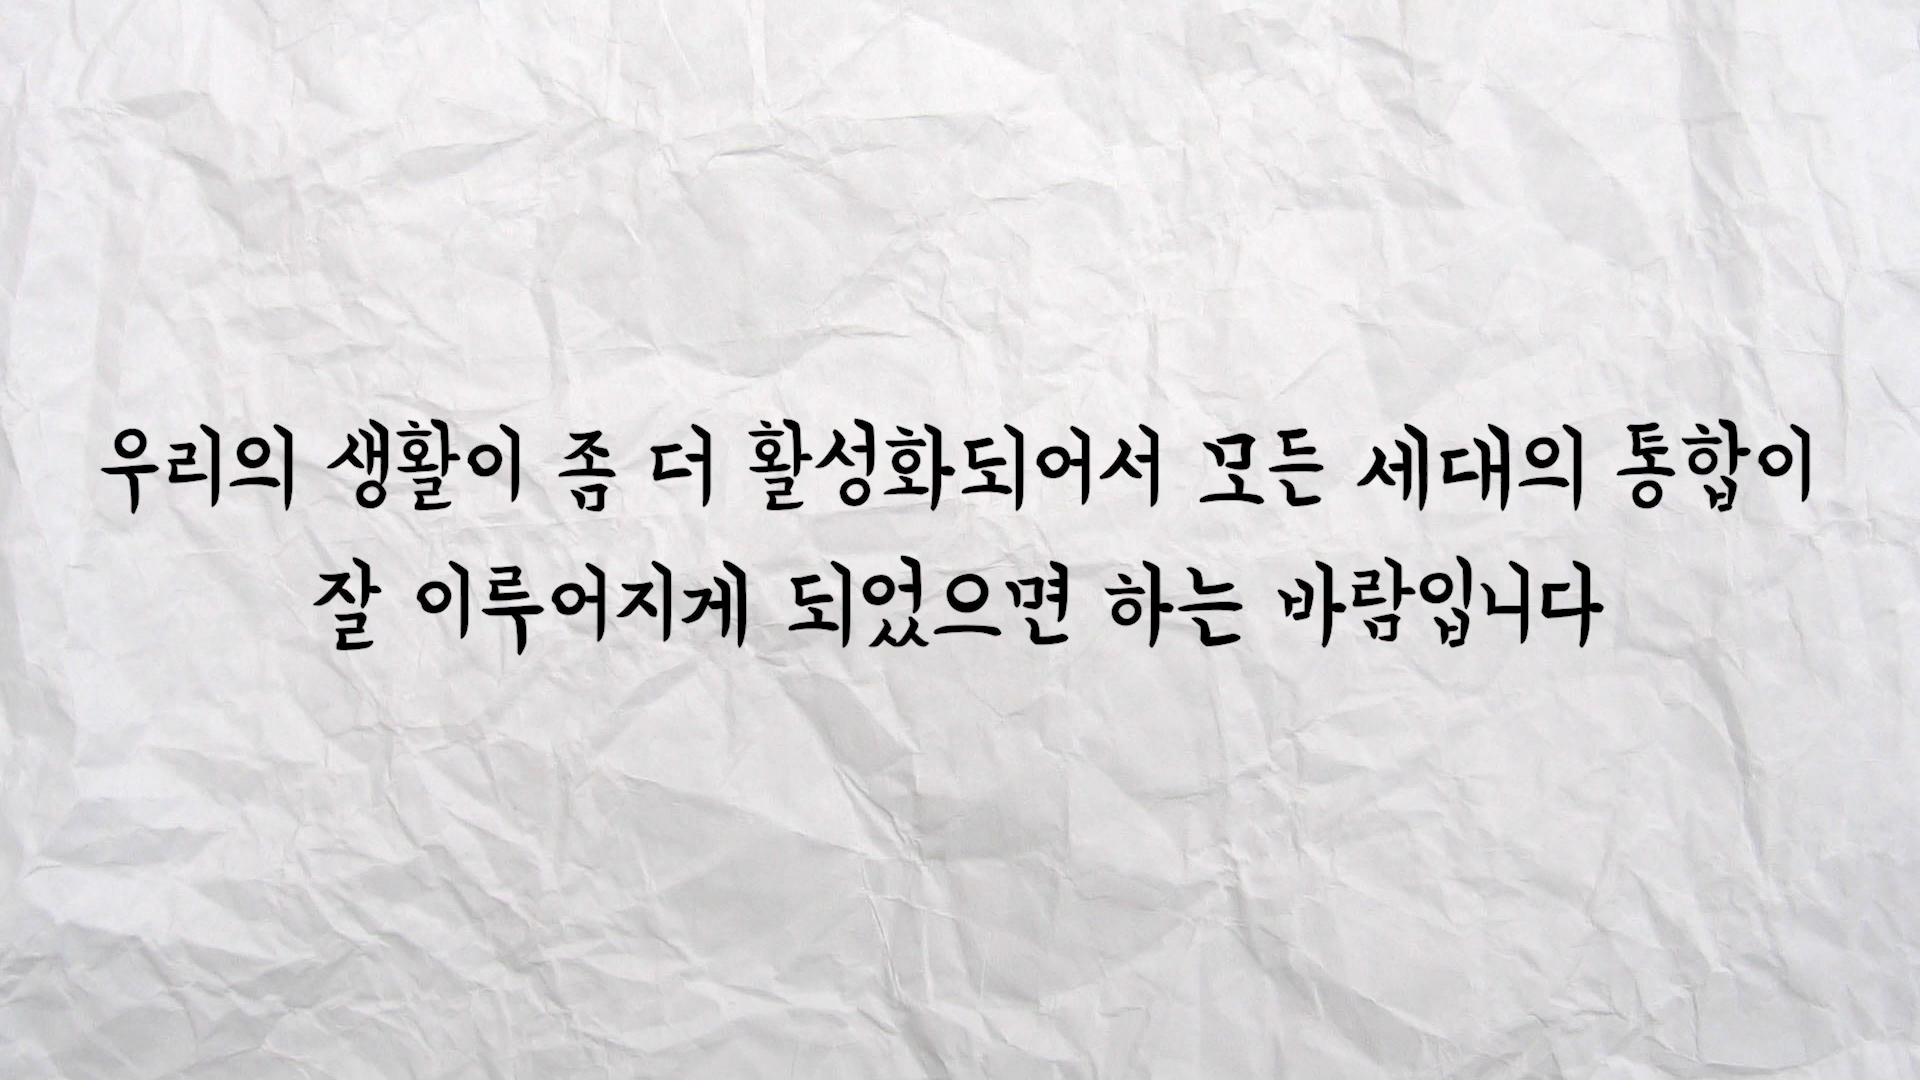 우리의 생활이 좀 더 활성화되어서 모든 세대의 통합이
잘 이루어지게 되었으면 하는 바람입니다